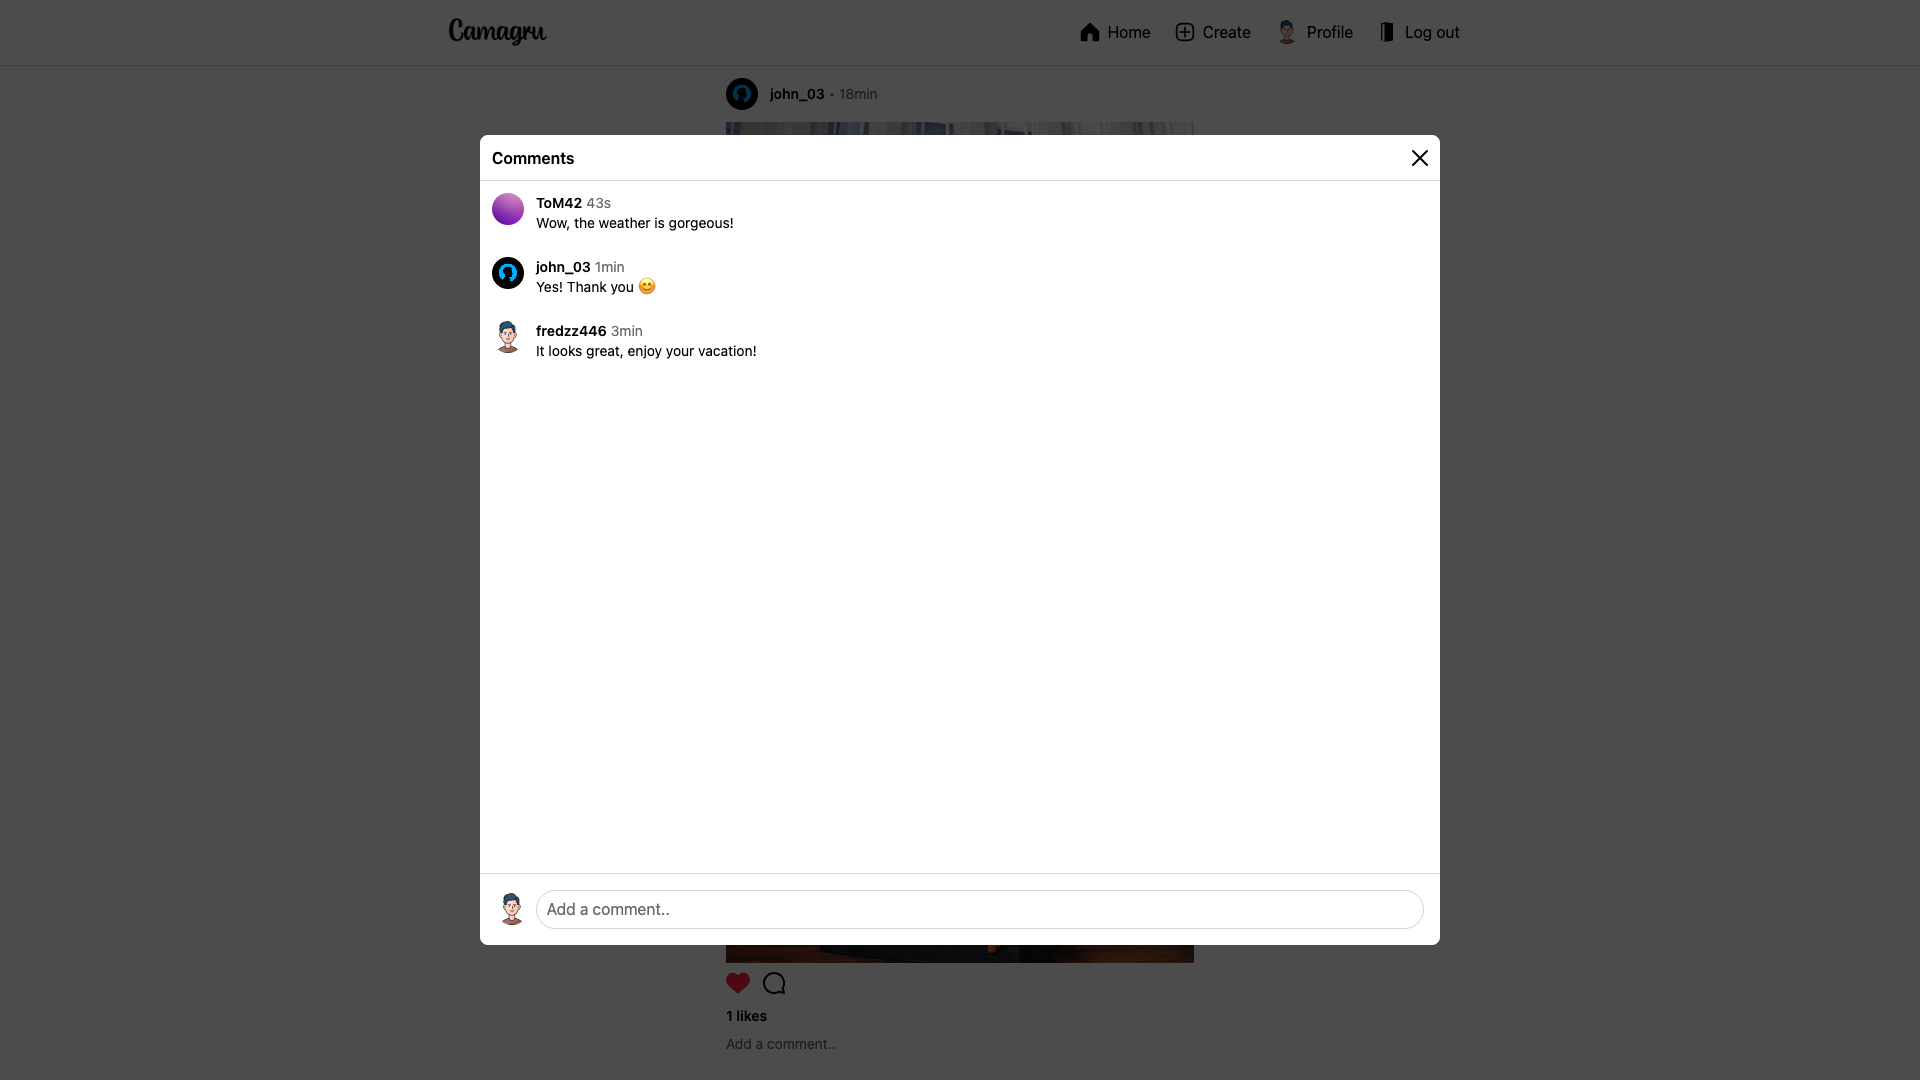 Camagru
Home
Create
Profile
Log out
john_03 • 18min
Comments
ToM42 43s
Wow, the weather is gorgeous!
john_03 1min
Yes! Thank you 😊
fredzz446 3min
It looks great, enjoy your vacation!
Add a comment..
1 likes
Add a comment..